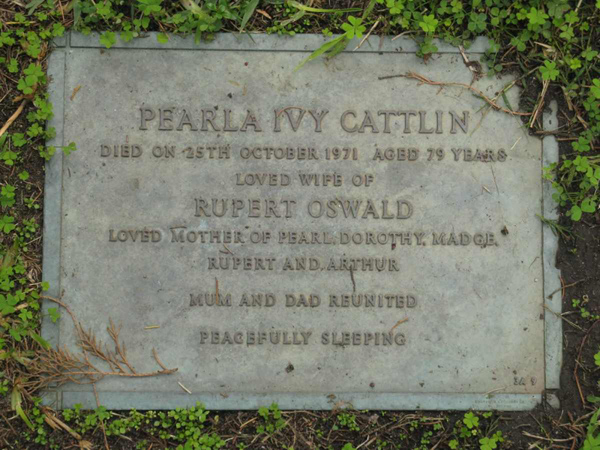 PEARLA IVY CATTLIN
DIED ON 25TH OCTOBER 1971 AGED 79 YEARS
LOVED WIFE OF
RUPERT OSWALD
LOVED MOTHER OF PEARL, DOROTHY, MADGE,
RUPERT AND ARTHUR
MUM AND DAD REUNITED
PEACEFULLY SLEEPING